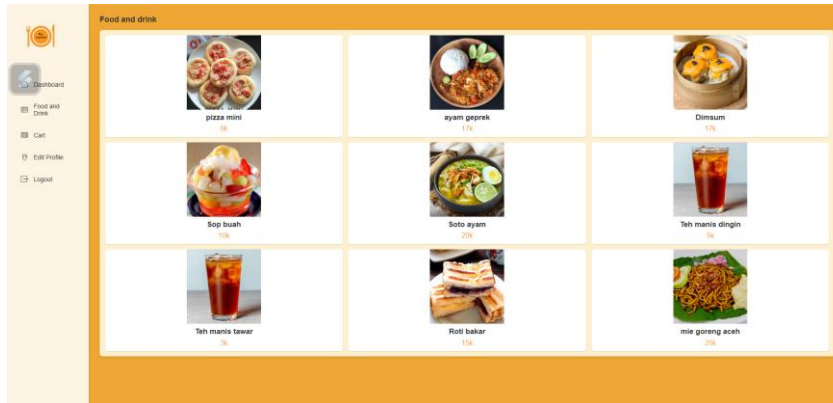 Food and drink
Dashboard
Food and
Drink
Cart
Edit Profile
Logout
pizza mini
5k
ayam geprek
17k
Dimsum
17k
Sop buah
10k
Soto ayam
20k
Teh manis dingin
5k
Teh manis tawar
3k
Roti bakar
15k
mie goreng aceh
25k